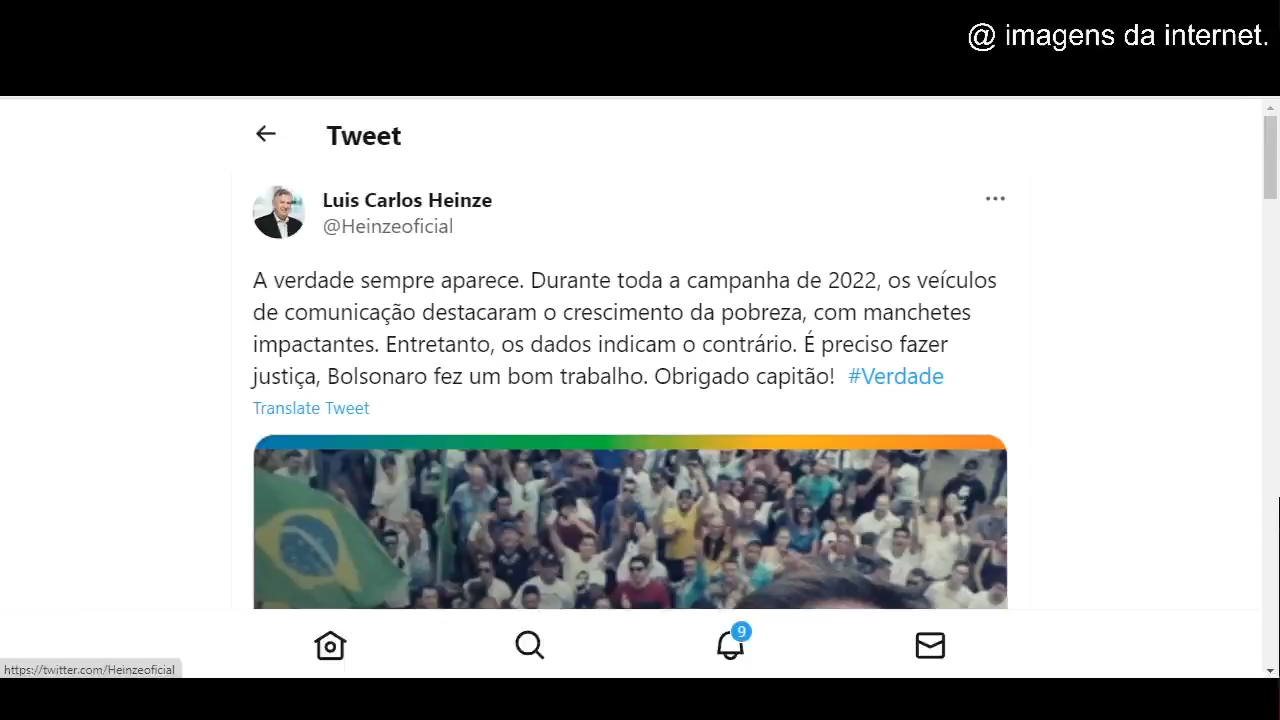 @ imagens da internet.
Tweet
Luis Carlos Heinze
@Heinzeoficial
A verdade sempre aparece. Durante toda a campanha de 2022, os veículos
de comunicação destacaram o crescimento da pobreza, com manchetes
impactantes. Entretanto, os dados indicam o contrário. É preciso fazer
justiça, Bolsonaro fez um bom trabalho. Obrigado capitão! #Verdade
Translate Tweet
9
https://twitter.com/Heinzeoficial